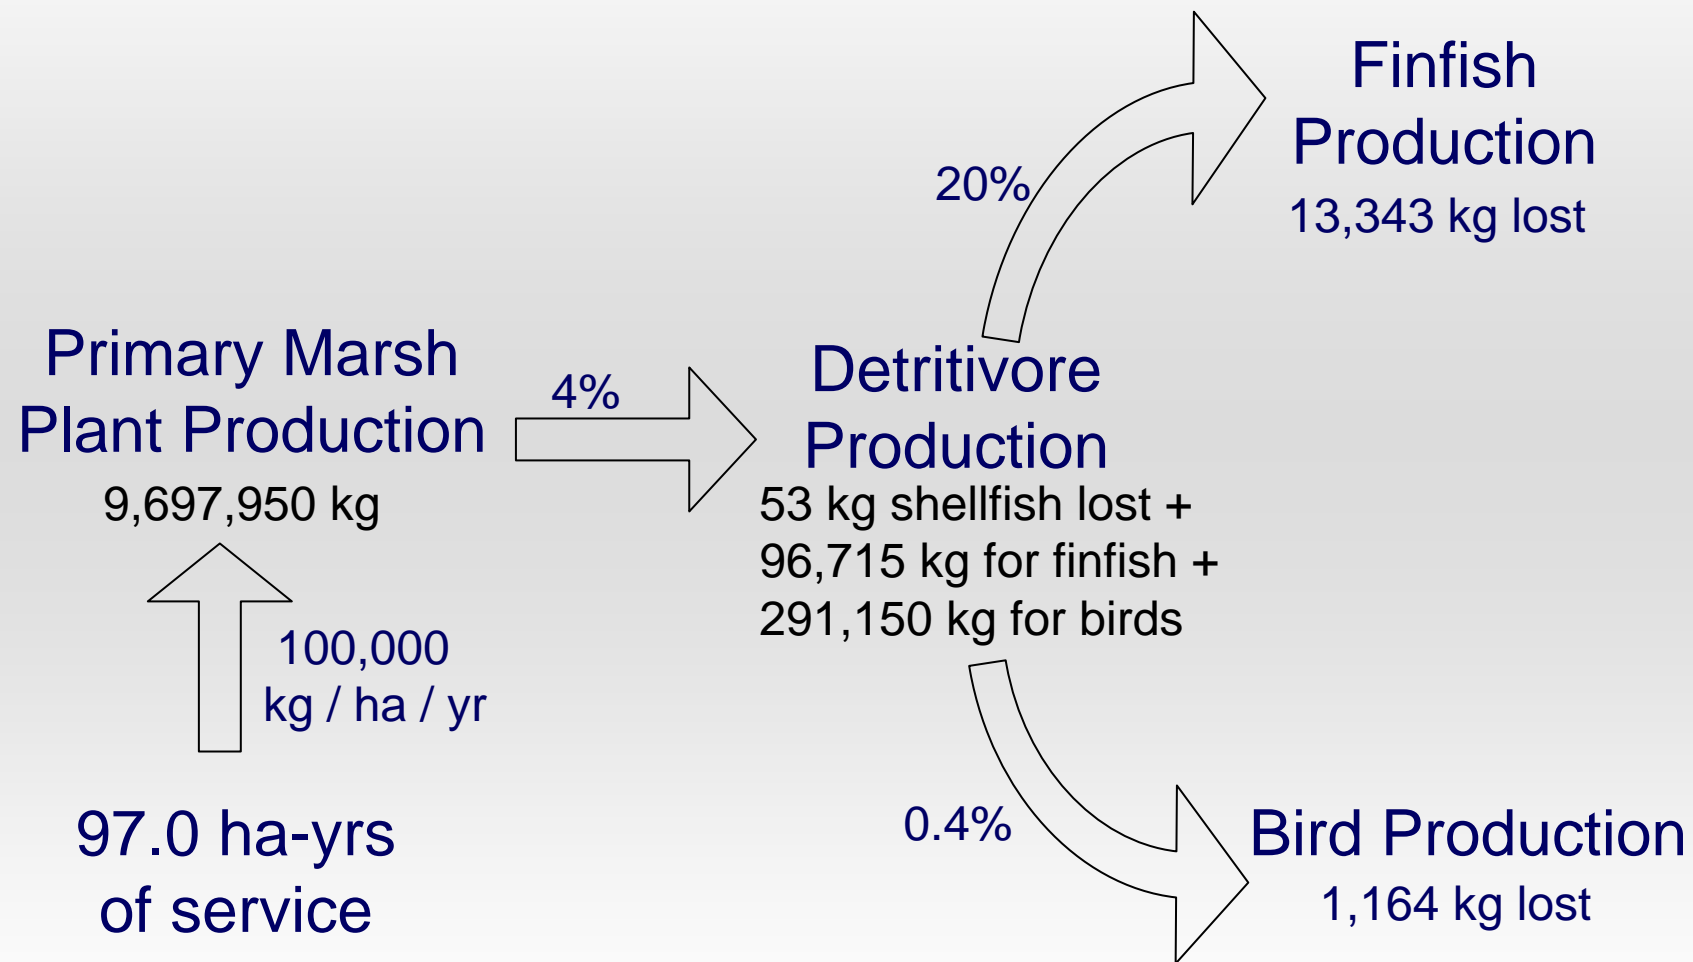 Finfish
Production
13,343 kg lost
20%
Primary Marsh
Plant Production
9,697,950 kg
4%
Detritivore
Production
53 kg shellfish lost +
96,715 kg for finfish +
291,150 kg for birds
100,000
kg / ha / yr
97.0 ha-yrs
of service
0.4%
Bird Production
1,164 kg lost